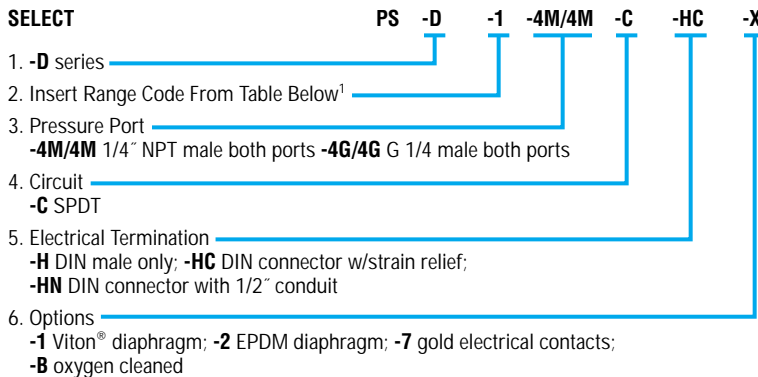 SELECT PS -D -1 -4M/4M -C -HC -X
1. -D series
2. Insert Range Code From Table Below¹
3. Pressure Port
-4M/4M 1/4˝ NPT male both ports -4G/4G G 1/4 male both ports
4. Circuit
-C SPDT
5. Electrical Termination
-H DIN male only; -HC DIN connector w/strain relief;
-HN DIN connector with 1/2˝ conduit
6. Options
-1 Viton® diaphragm; -2 EPDM diaphragm; -7 gold electrical contacts;
-B oxygen cleaned